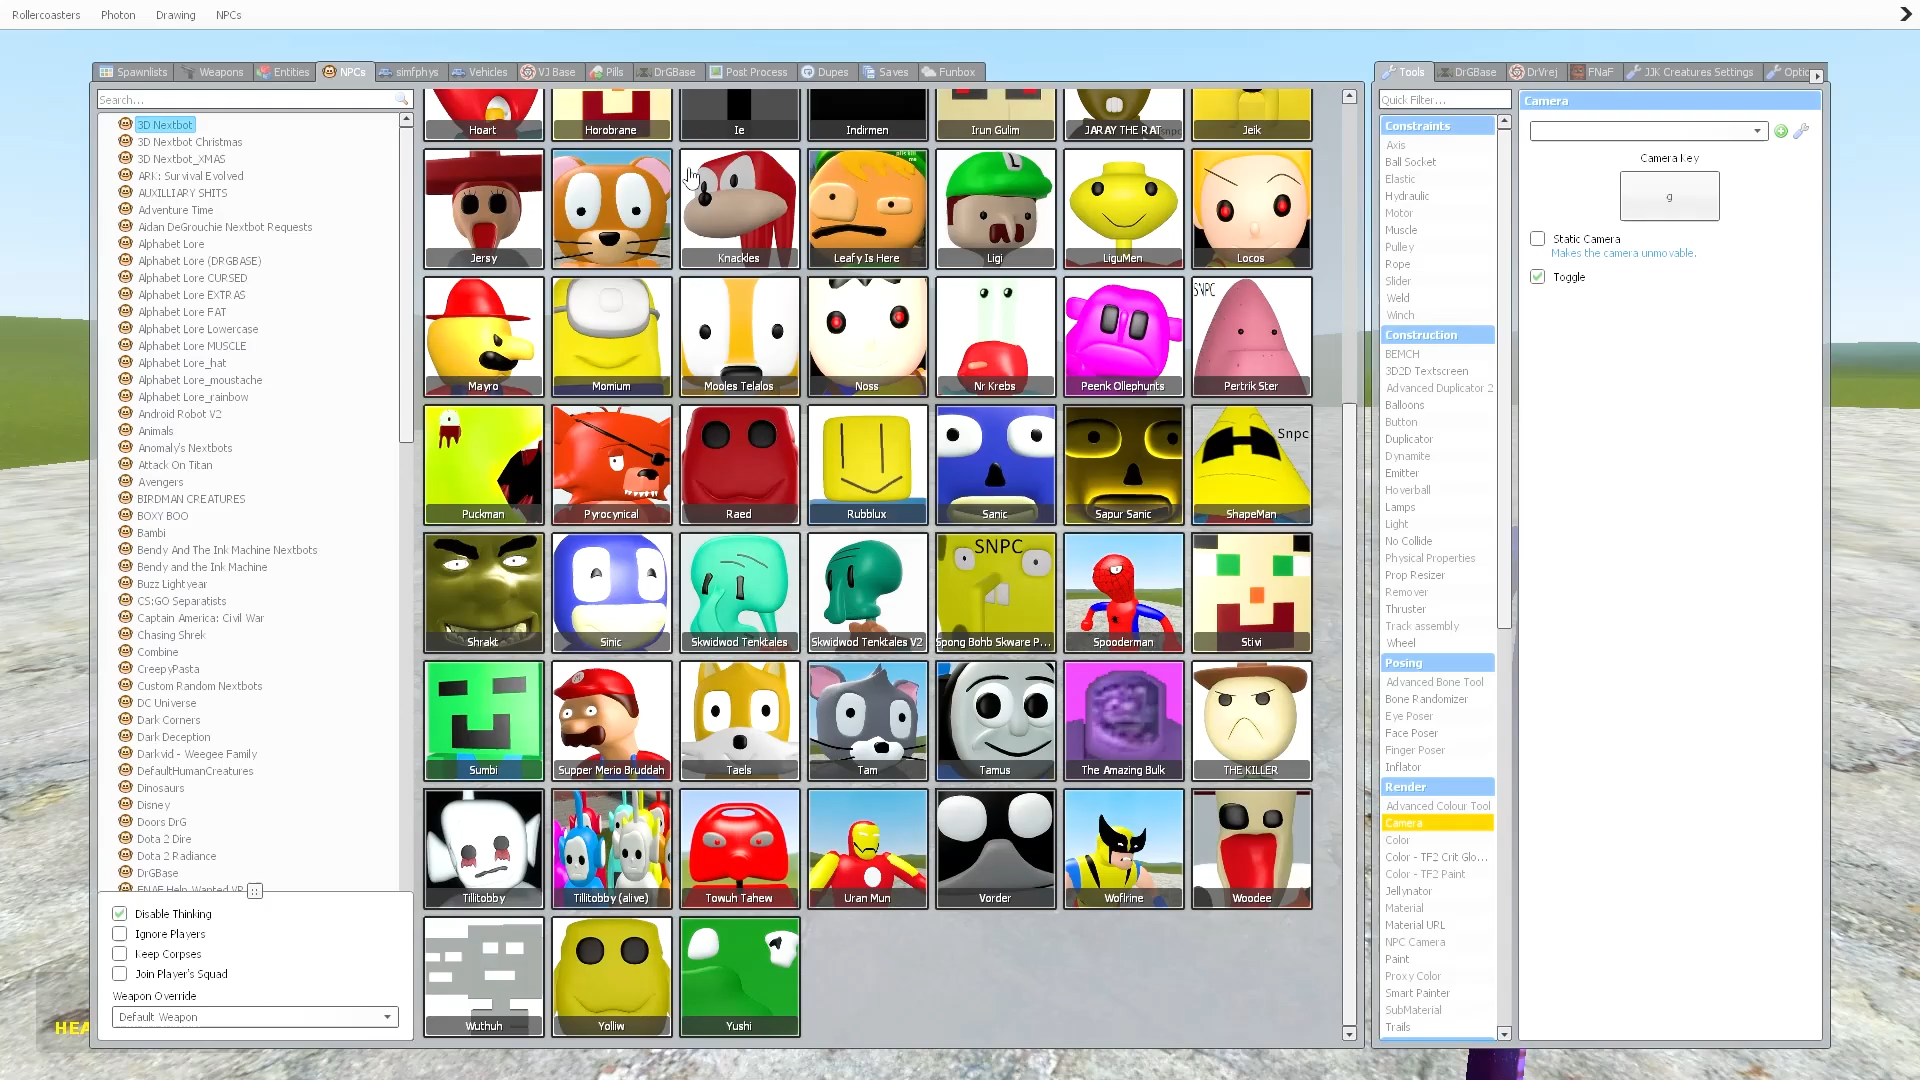 Rollercoasters Photon Drawing NPCs
Spawnlists Weapons Entities NPCs simfphys Vehicles VJ Base Pills DrGBase Post Process Dupes Saves Funbox
Tools DrGBase DrVrej FNaF JJK Creatures Settings
Search...
3D Nextbot
3D Nextbot Christmas
3D Nextbot_XMAS
ARK: Survival Evolved
AUXILLIARY SHITS
Adventure Time
Aidan DeGrouchie Nextbot Requests
Alphabet Lore
Alphabet Lore (DRGBASE)
Alphabet Lore CURSED
Alphabet Lore EXTRAS
Alphabet Lore FAT
Alphabet Lore Lowercase
Alphabet Lore MUSCLE
Alphabet Lore_hat
Alphabet Lore_moustache
Alphabet Lore_rainbow
Android Robot V2
Animals
Anomaly's Nextbots
Attack On Titan
Avengers
BIRDMAN CREATURES
BOXY BOO
Bambi
Bendy And The Ink Machine Nextbots
Bendy and the Ink Machine
Buzz Lightyear
CS:GO Separatists
Captain America: Civil War
Chasing Shrek
Combine
CreepyPasta
Custom Random Nextbots
DC Universe
Dark Corners
Dark Deception
Darkvid - Weegee Family
DefaultHumanCreatures
Dinosaurs
Disney
Doors DrG
Dota 2 Dire
Dota 2 Radiance
DrGBase
FNAF Help Wanted VR
Disable Thinking
Ignore Players
Keep Corpses
Join Player's Squad
Weapon Override
Default Weapon
Hoart Horobrane Ie Indirmen Irun Gulim JARAY THE RAT Jeik
Jersy Knackles Leafy Is Here L Ligi LiguMen Locos
SNPC
Mayro Momium Mooles Telalos Noss Nr Krebs Peenk Ollephunts Pertrik Ster
Snpc
Puckman Pyrocynical Raed Rubblux Sanic Sapur Sanic ShapeMan
SNPC
Shrakt Sinic Skwidwod Tenktales Skwidwod Tenktales V2 Spong Bohb Skware P... Spooderman Stivi
Sumbi Supper Merio Bruddah Taels Tam Tamus The Amazing Bulk THE KILLER
Tillitobby Tillitobby (alive) Towuh Tahew Uran Mun Vorder Woflrine Woodee
Wuthuh Yolliw Yushi
Quick Filter...
Constraints
Axis
Ball Socket
Elastic
Hydraulic
Motor
Muscle
Pulley
Rope
Slider
Weld
Winch
Construction
BEMCH
3D2D Textscreen
Advanced Duplicator 2
Balloons
Button
Duplicator
Dynamite
Emitter
Hoverball
Lamps
Light
No Collide
Physical Properties
Prop Resizer
Remover
Thruster
Track assembly
Wheel
Posing
Advanced Bone Tool
Bone Randomizer
Eye Poser
Face Poser
Finger Poser
Inflator
Render
Advanced Colour Tool
Camera
Color
Color - TF2 Crit Glo...
Color - TF2 Paint
Jellynator
Material
Material URL
NPC Camera
Paint
Proxy Color
Smart Painter
SubMaterial
Trails
Camera
Camera Key
g
Static Camera
Makes the camera unmovable.
Toggle